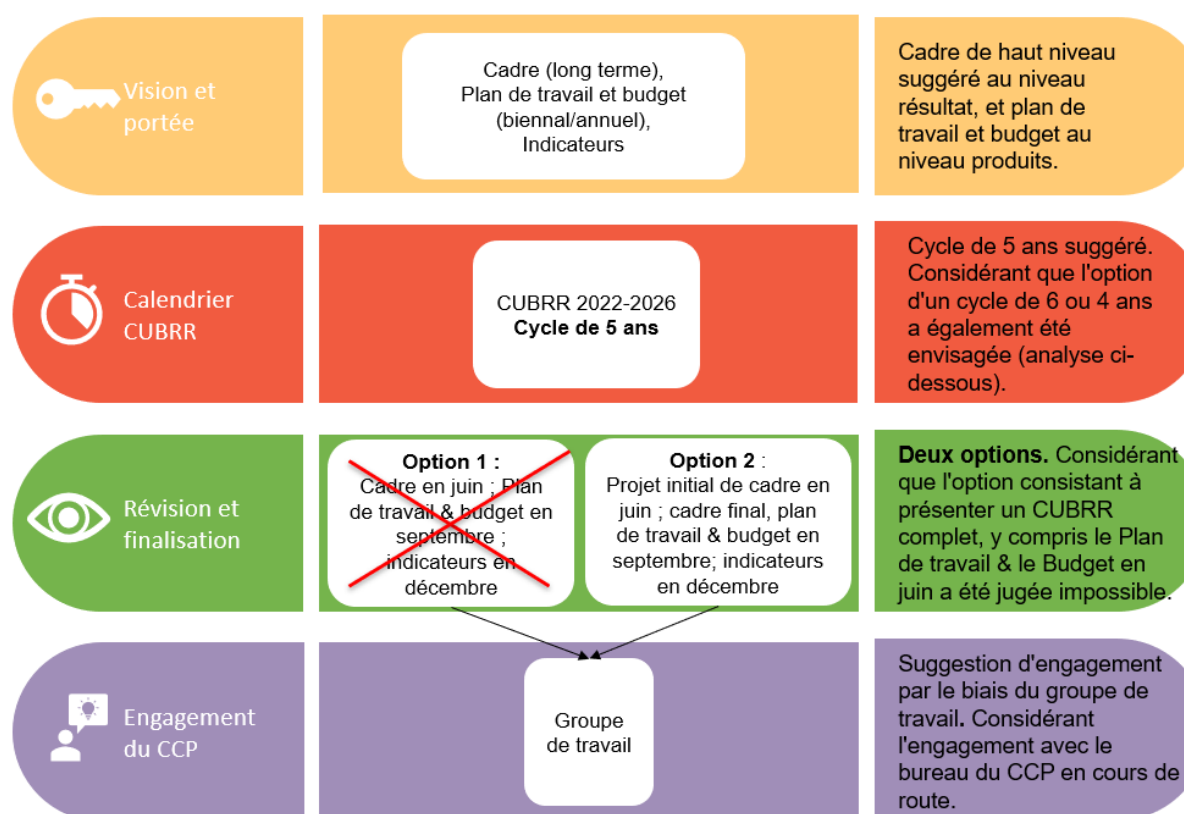 Vision et
portée
Cadre (long terme),
Plan de travail et budget
(biennal/annuel),
Indicateurs
Cadre de haut niveau
suggéré au niveau
résultat, et plan de
travail et budget au
niveau produits.
Calendrier
CUBRR
CUBRR 2022-2026
Cycle de 5 ans
Cycle de 5 ans suggéré.
Considérant que l'option
d'un cycle de 6 ou 4 ans
a également été
envisagée (analyse ci-
dessous).
Révision et
finalisation
Option 1 :
Cadre en juin ; Plan
de travail & budget en
septembre ;
indicateurs en
décembre
Option 2 :
Projet initial de cadre en
juin ; cadre final, plan
de travail & budget en
septembre; indicateurs
en décembre
Deux options. Considérant
que l'option consistant à
présenter un CUBRR
complet, y compris le Plan
de travail & le Budget en
juin a été jugée impossible.
Engagement
du CCP
Groupe
de travail
Suggestion d'engagement
par le biais du groupe de
travail. Considérant
l'engagement avec le
bureau du CCP en cours de
route.